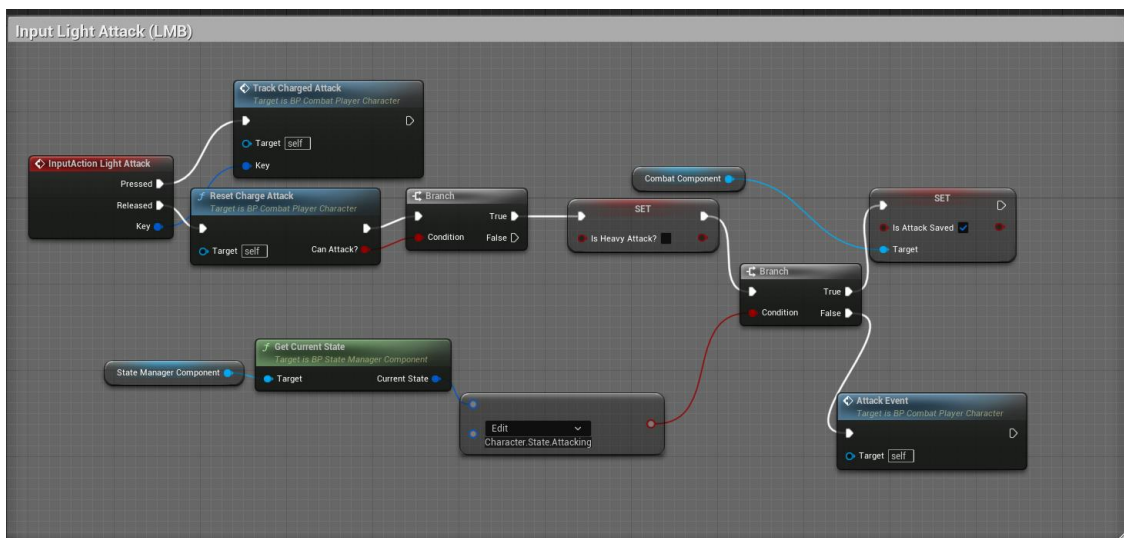 Input Light Attack (LMB)
Track Charged Attack
Target is BP Combat Player Character
Target self
Key
InputAction Light Attack
Pressed
Released
Key
Reset Charge Attack
Target is BP Combat Player Character
Target self
Can Attack?
Branch
True
Condition
False
SET
Is Heavy Attack?
Combat Component
SET
Is Attack Saved
Target
Branch
True
Condition
False
State Manager Component
Get Current State
Target is BP State Manager Component
Target
Current State
Edit
Character.State.Attacking
Attack Event
Target is BP Combat Player Character
Target self